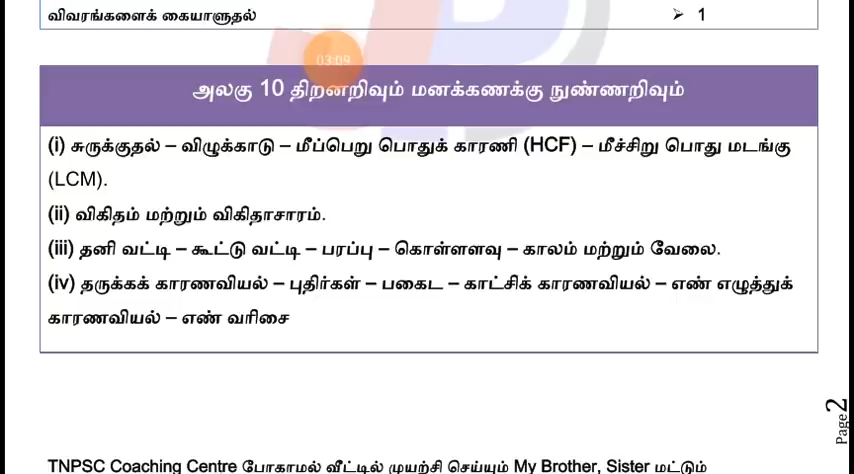 விவரங்களைக் கையாளுதல் ➢ 1
03:09
அலகு 10 திறனறிவும் மனக்கணக்கு நுண்ணறிவும்
(i) சுருக்குதல் – விழுக்காடு – மீப்பெறு பொதுக் காரணி (HCF) – மீச்சிறு பொது மடங்கு
(LCM).
(ii) விகிதம் மற்றும் விகிதாசாரம்.
(iii) தனி வட்டி – கூட்டு வட்டி – பரப்பு – கொள்ளளவு – காலம் மற்றும் வேலை.
(iv) தருக்கக் காரணவியல் – புதிர்கள் – பகடை – காட்சிக் காரணவியல் – எண் எழுத்துக்
காரணவியல் – எண் வரிசை
Page 2
TNPSC Coaching Centre போகாமல் வீட்டில் முயற்சி செய்யும் My Brother, Sister மட்டும்